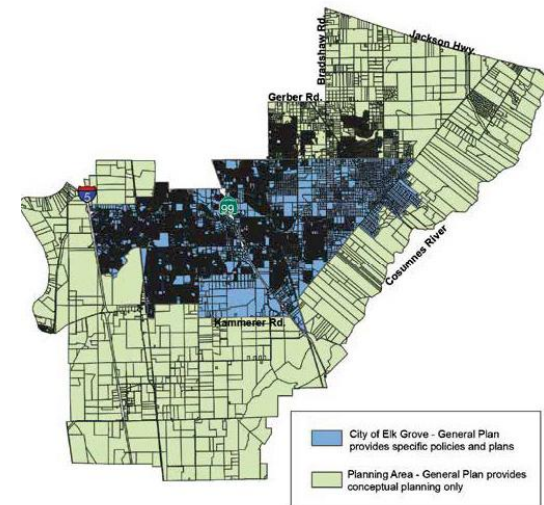 Bradshaw Rd.
Jackson Hwy.
Gerber Rd.
5
99
Cosumnes River
Kammerer Rd.
City of Elk Grove - General Plan
provides specific policies and plans
Planning Area - General Plan provides
conceptual planning only